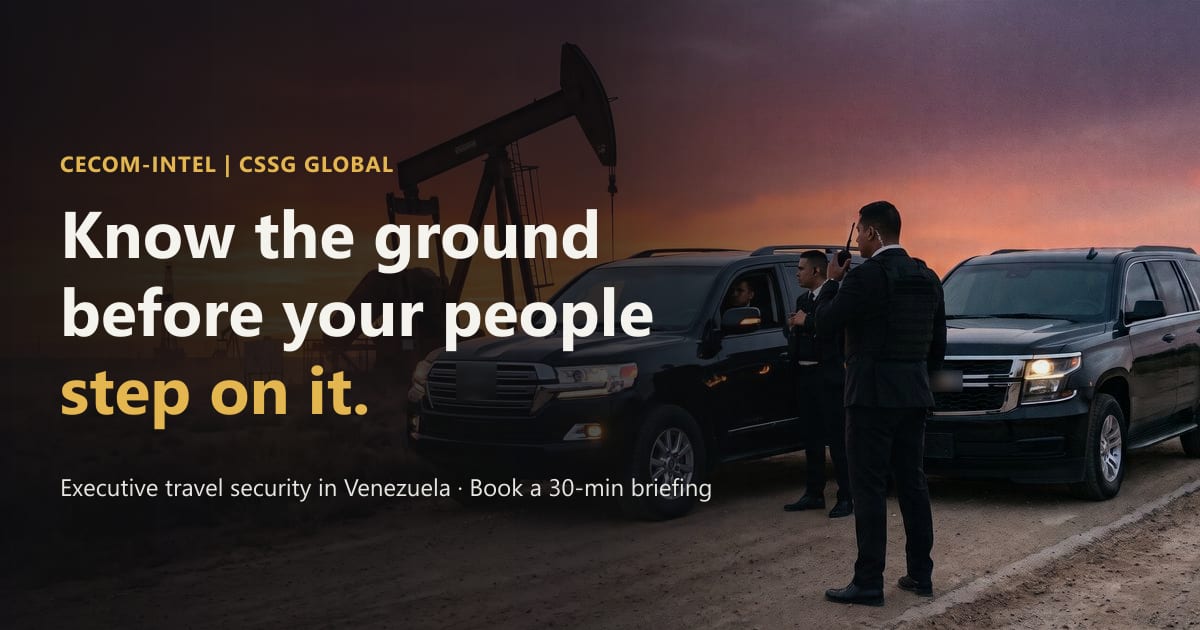 CECOM-INTEL | CSSG GLOBAL
Know the ground
before your people
step on it.
Executive travel security in Venezuela · Book a 30-min briefing